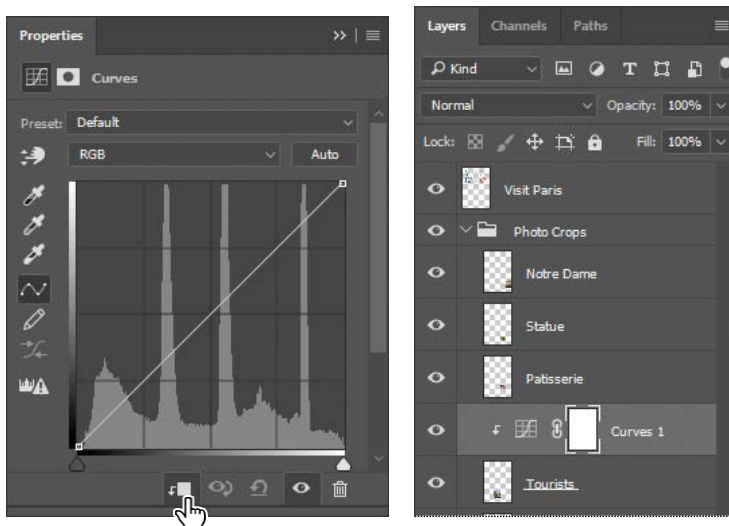 Properties
Curves
Preset: Default
RGB
Auto
Layers Channels Paths
Kind
T
Normal
Opacity: 100%
Lock:
Fill: 100%
Visit Paris
Photo Crops
Notre Dame
Statue
Patisserie
Curves 1
Tourists